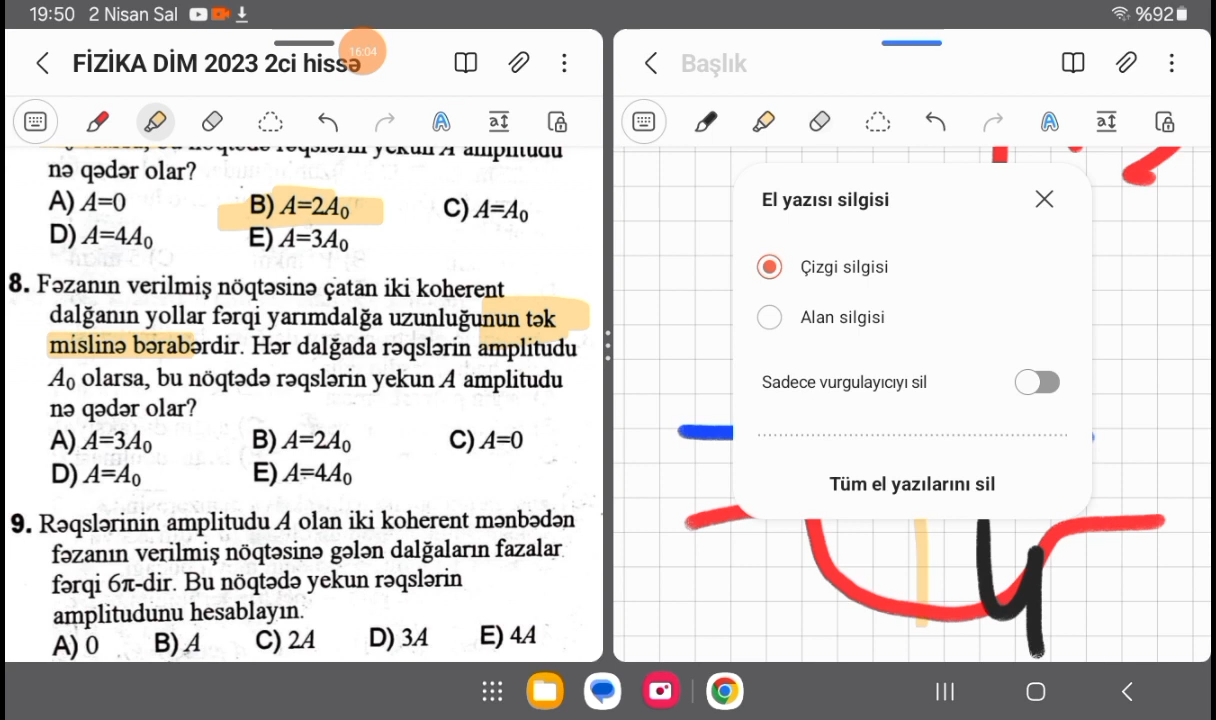 19:50 2 Nisan Sal %92
FİZİKA DİM 2023 2ci hissə
16:04
nə qədər olar?
A) A=0 B) A=2A₀ C) A=A₀
D) A=4A₀ E) A=3A₀
8. Fəzanın verilmiş nöqtəsinə çatan iki koherent
dalğanın yollar fərqi yarımdalğa uzunluğunun tək
mislinə bərabərdir. Hər dalğada rəqslərin amplitudu
A₀ olarsa, bu nöqtədə rəqslərin yekun A amplitudu
nə qədər olar?
A) A=3A₀ B) A=2A₀ C) A=0
D) A=A₀ E) A=4A₀
9. Rəqslərinin amplitudu A olan iki koherent mənbədən
fəzanın verilmiş nöqtəsinə gələn dalğaların fazalar
fərqi 6π-dir. Bu nöqtədə yekun rəqslərin
amplitudunu hesablayın.
A) 0 B) A C) 2A D) 3A E) 4A
Başlık
El yazısı silgisi
Çizgi silgisi
Alan silgisi
Sadece vurgulayıcıyı sil
Tüm el yazılarını sil